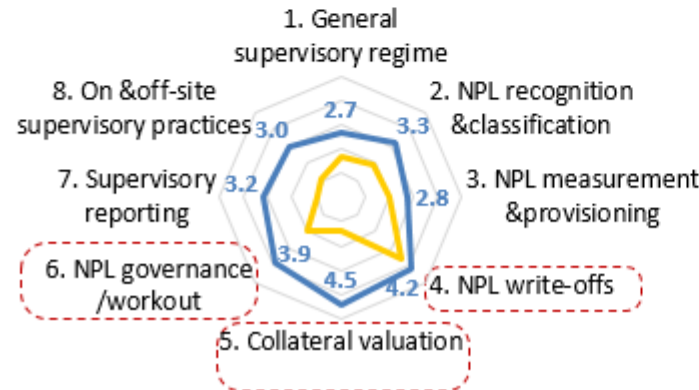 1. General
supervisory regime
8. On &off-site
supervisory practices
2. NPL recognition
&classification
2.7
3.0
3.3
7. Supervisory
reporting
3.2
2.8
3. NPL measurement
&provisioning
6. NPL governance
/workout
3.9
4.5
4.2
4. NPL write-offs
5. Collateral valuation